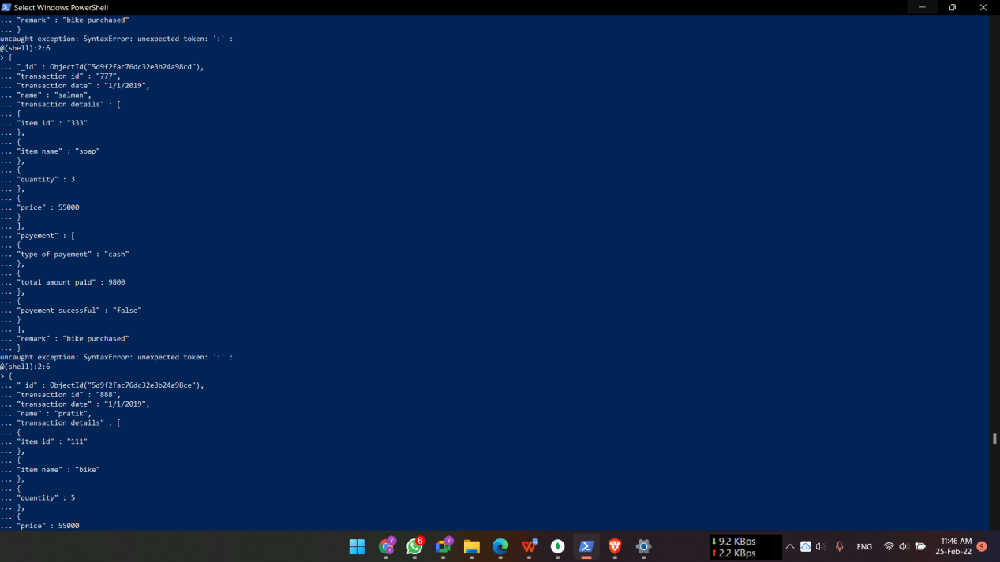 Select Windows PowerShell
... "remark" : "bike purchased"
... }
uncaught exception: SyntaxError: unexpected token: ':' :
@(shell):2:6
> {
... "_id" : ObjectId("5d9f2fac76dc32e3b24a98cd"),
... "transaction id" : "777",
... "transaction date" : "1/1/2019",
... "name" : "salman",
... "transaction details" : [
... {
... "item id" : "333"
... },
... {
... "item name" : "soap"
... },
... {
... "quantity" : 3
... },
... {
... "price" : 55000
... }
... ],
... "payement" : [
... {
... "type of payement" : "cash"
... },
... {
... "total amount paid" : 9800
... },
... {
... "payement sucessful" : "false"
... }
... ],
... "remark" : "bike purchased"
... }
uncaught exception: SyntaxError: unexpected token: ':' :
@(shell):2:6
> {
... "_id" : ObjectId("5d9f2fac76dc32e3b24a98ce"),
... "transaction id" : "888",
... "transaction date" : "1/1/2019",
... "name" : "pratik",
... "transaction details" : [
... {
... "item id" : "111"
... },
... {
... "item name" : "bike"
... },
... {
... "quantity" : 5
... },
... {
... "price" : 55000
Y
6
Y
W
9.2 KBps
2.2 KBps
ENG
11:46 AM
25-Feb-22
5